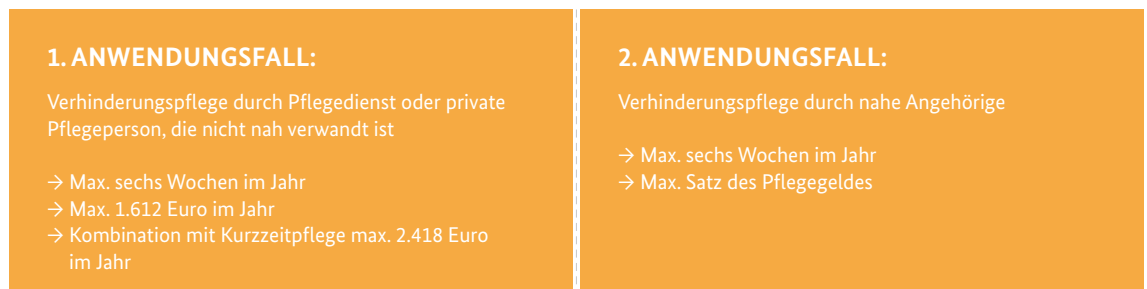 1. ANWENDUNGSFALL:
Verhinderungspflege durch Pflegedienst oder private
Pflegeperson, die nicht nah verwandt ist
→ Max. sechs Wochen im Jahr
→ Max. 1.612 Euro im Jahr
→ Kombination mit Kurzzeitpflege max. 2.418 Euro
im Jahr
2. ANWENDUNGSFALL:
Verhinderungspflege durch nahe Angehörige
→ Max. sechs Wochen im Jahr
→ Max. Satz des Pflegegeldes